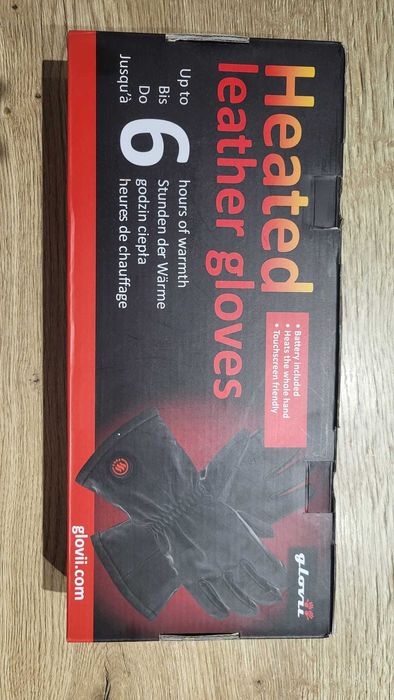 Heated
leather gloves
• Battery included
• Heats the whole hand
• Touchscreen friendly
Up to
Bis
Do
Jusqu'à
6
hours of warmth
Stunden der Wärme
godzin ciepła
heures de chauffage
glovii
glovii.com